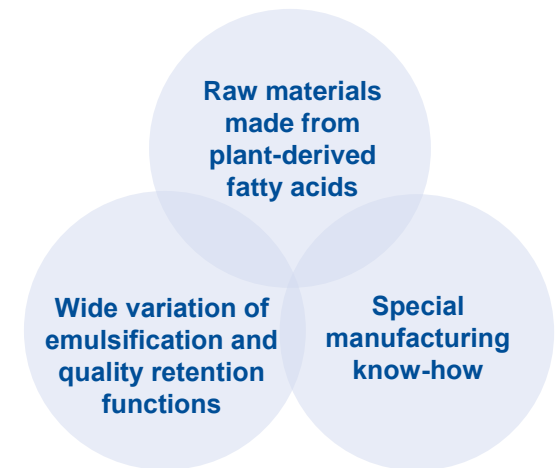 Raw materials
made from
plant-derived
fatty acids
Wide variation of
emulsification and
quality retention
functions
Special
manufacturing
know-how